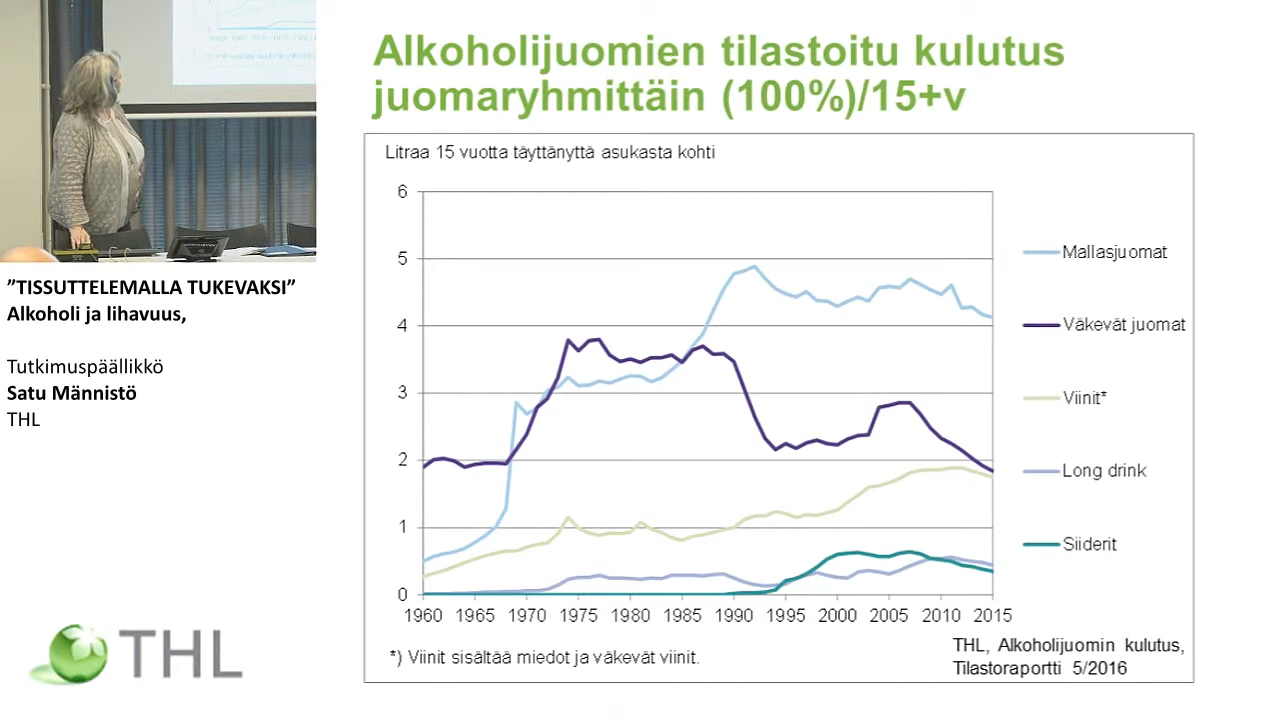 Alkoholijuomien tilastoitu kulutus
juomaryhmittäin (100%)/15+v
Litraa 15 vuotta täyttänyttä asukasta kohti
6
5
4
3
2
1
0
1960 1965 1970 1975 1980 1985 1990 1995 2000 2005 2010 2015
Mallasjuomat
Väkevät juomat
Viinit*
Long drink
Siiderit
*) Viinit sisältää miedot ja väkevät viinit.
THL, Alkoholijuomin kulutus,
Tilastoraportti 5/2016
”TISSUTTELEMALLA TUKEVAKSI”
Alkoholi ja lihavuus,
Tutkimuspäällikkö
Satu Männistö
THL
THL